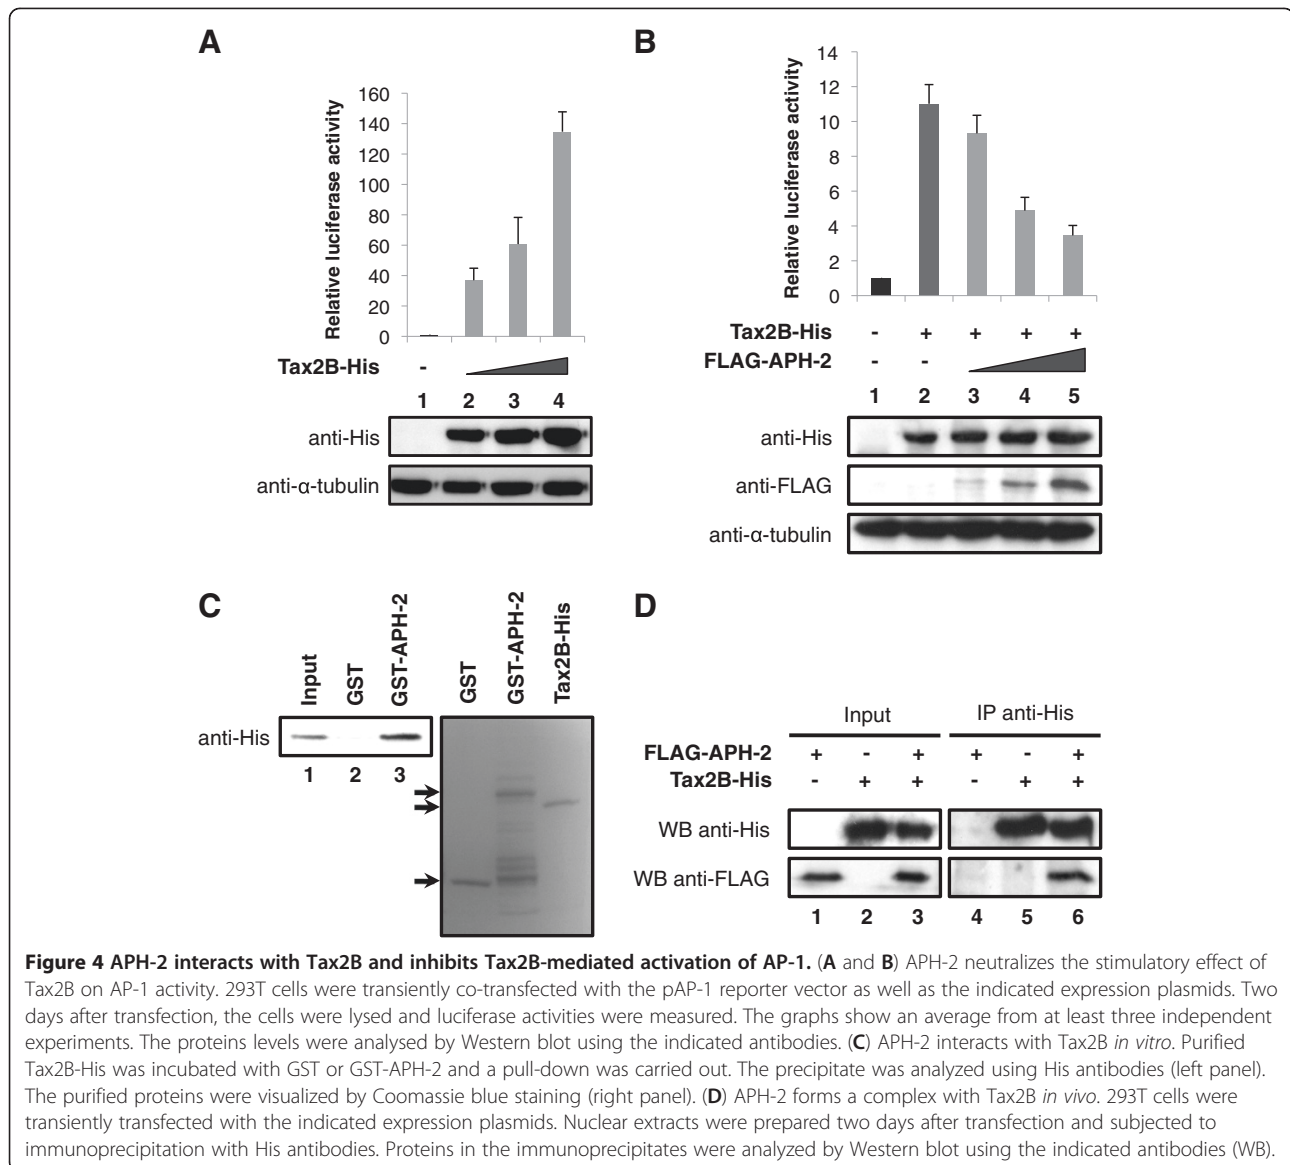 A
Relative luciferase activity
160
140
120
100
80
60
40
20
0
Tax2B-His
-
1 2 3 4
anti-His
anti-α-tubulin
B
Relative luciferase activity
14
12
10
8
6
4
2
0
Tax2B-His - + + + +
FLAG-APH-2 - -
1 2 3 4 5
anti-His
anti-FLAG
anti-α-tubulin
C
Input GST GST-APH-2
anti-His
1 2 3
GST GST-APH-2 Tax2B-His
D
Input IP anti-His
FLAG-APH-2 + - + + - +
Tax2B-His - + + - + +
WB anti-His
WB anti-FLAG
1 2 3 4 5 6
Figure 4 APH-2 interacts with Tax2B and inhibits Tax2B-mediated activation of AP-1. (A and B) APH-2 neutralizes the stimulatory effect of
Tax2B on AP-1 activity. 293T cells were transiently co-transfected with the pAP-1 reporter vector as well as the indicated expression plasmids. Two
days after transfection, the cells were lysed and luciferase activities were measured. The graphs show an average from at least three independent
experiments. The proteins levels were analysed by Western blot using the indicated antibodies. (C) APH-2 interacts with Tax2B in vitro. Purified
Tax2B-His was incubated with GST or GST-APH-2 and a pull-down was carried out. The precipitate was analyzed using His antibodies (left panel).
The purified proteins were visualized by Coomassie blue staining (right panel). (D) APH-2 forms a complex with Tax2B in vivo. 293T cells were
transiently transfected with the indicated expression plasmids. Nuclear extracts were prepared two days after transfection and subjected to
immunoprecipitation with His antibodies. Proteins in the immunoprecipitates were analyzed by Western blot using the indicated antibodies (WB).